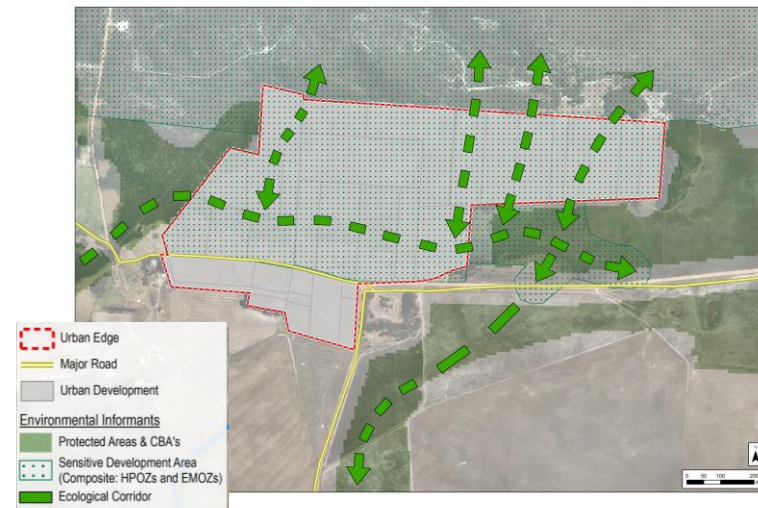 Urban Edge
Major Road
Urban Development
Environmental Informants
Protected Areas & CBA's
Sensitive Development Area
(Composite: HPOZs and EMOZs)
Ecological Corridor
0 50 100